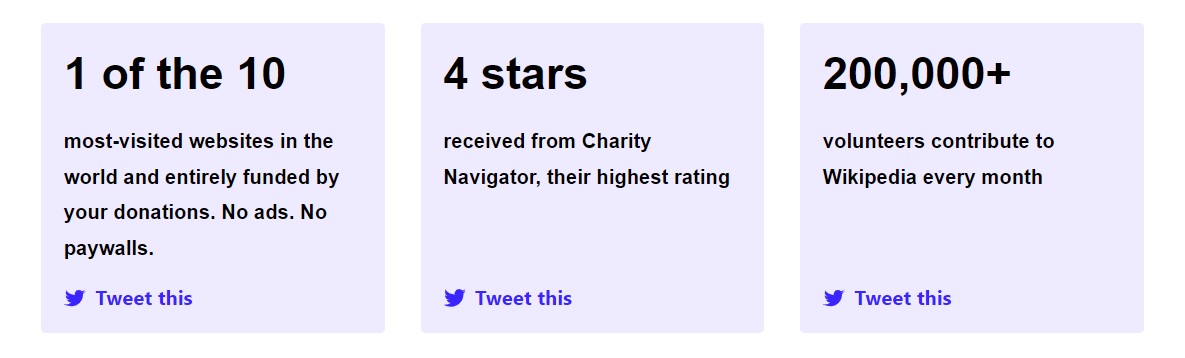 1 of the 10
most-visited websites in the
world and entirely funded by
your donations. No ads. No
paywalls.
Tweet this
4 stars
received from Charity
Navigator, their highest rating
Tweet this
200,000+
volunteers contribute to
Wikipedia every month
Tweet this